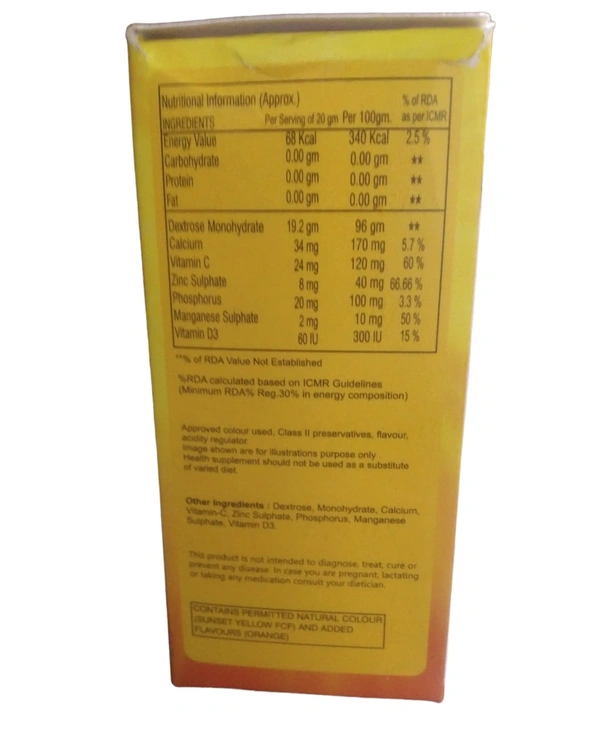 Nutritional Information (Approx.) % of RDA
INGREDIENTS Per Serving of 20 gm Per 100gm. as per ICMR
Energy Value 68 Kcal 340 Kcal 2.5 %
Carbohydrate 0.00 gm 0.00 gm **
Protein 0.00 gm 0.00 gm **
Fat 0.00 gm 0.00 gm **
Dextrose Monohydrate 19.2 gm 96 gm **
Calcium 34 mg 170 mg 5.7 %
Vitamin C 24 mg 120 mg 60 %
Zinc Sulphate 8 mg 40 mg 66.66 %
Phosphorus 20 mg 100 mg 3.3 %
Manganese Sulphate 2 mg 10 mg 50 %
Vitamin D3 60 IU 300 IU 15 %
**% of RDA Value Not Established
%RDA calculated based on ICMR Guidelines
(Minimum RDA% Reg.30% in energy composition)
Approved colour used, Class II preservatives, flavour,
acidity regulator.
Image shown are for illustrations purpose only
Health supplement should not be used as a substitute
of varied diet.
Other Ingredients : Dextrose, Monohydrate, Calcium,
Vitamin-C, Zinc Sulphate, Phosphorus, Manganese
Sulphate, Vitamin D3.
This product is not intended to diagnose, treat, cure or
prevent any disease. In case you are pregnant, lactating
or taking any medication consult your dietician.
CONTAINS PERMITTED NATURAL COLOUR
(SUNSET YELLOW FCF) AND ADDED
FLAVOURS (ORANGE)